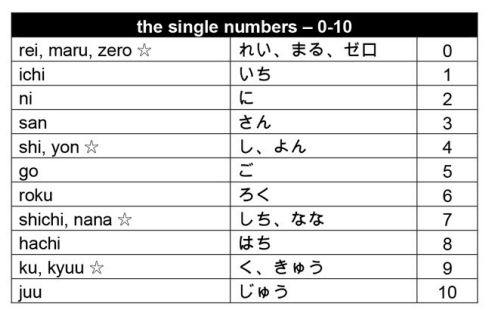 the single numbers – 0-10
rei, maru, zero ☆ れい、まる、ゼロ 0
ichi いち 1
ni に 2
san さん 3
shi, yon ☆ し、よん 4
go ご 5
roku ろく 6
shichi, nana ☆ しち、なな 7
hachi はち 8
ku, kyuu ☆ く、きゅう 9
juu じゅう 10